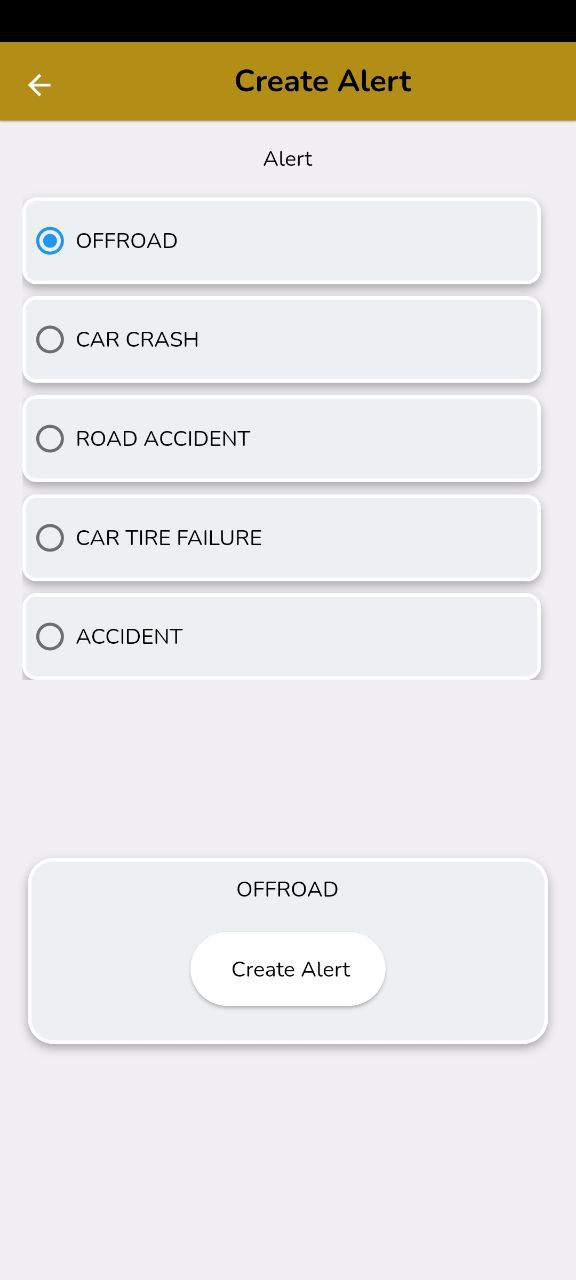 Create Alert
Alert
OFFROAD
CAR CRASH
ROAD ACCIDENT
CAR TIRE FAILURE
ACCIDENT
OFFROAD
Create Alert